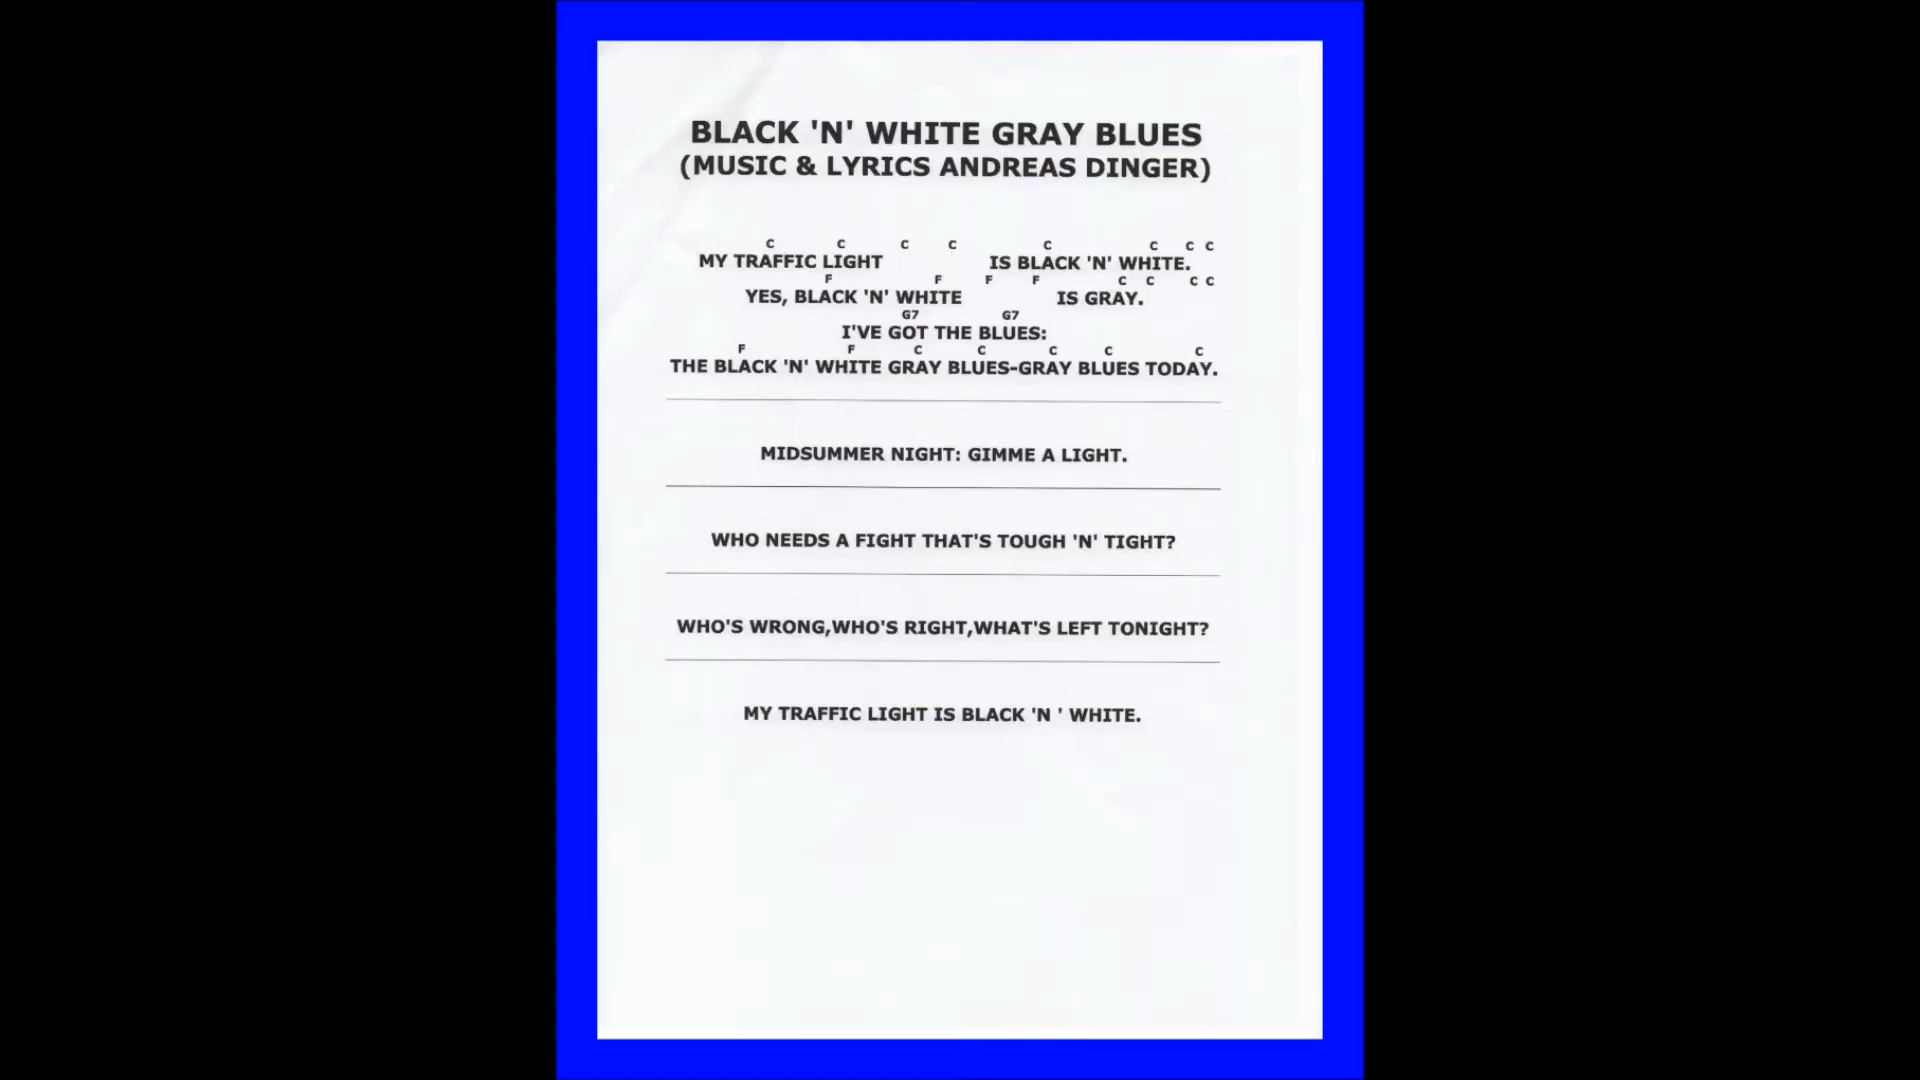 BLACK 'N' WHITE GRAY BLUES
(MUSIC & LYRICS ANDREAS DINGER)
C C C C C C C C
MY TRAFFIC LIGHT IS BLACK 'N' WHITE.
F F F F C C C C
YES, BLACK 'N' WHITE IS GRAY.
G7 G7
I'VE GOT THE BLUES:
F F C C C C C
THE BLACK 'N' WHITE GRAY BLUES-GRAY BLUES TODAY.
MIDSUMMER NIGHT: GIMME A LIGHT.
WHO NEEDS A FIGHT THAT'S TOUGH 'N' TIGHT?
WHO'S WRONG,WHO'S RIGHT,WHAT'S LEFT TONIGHT?
MY TRAFFIC LIGHT IS BLACK 'N ' WHITE.